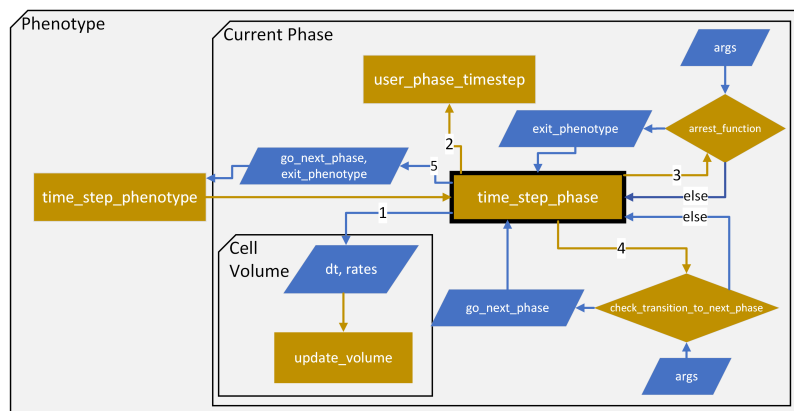 Phenotype
Current Phase
args
user_phase_timestep
exit_phenotype
arrest_function
2
go_next_phase,
exit_phenotype
5
3
time_step_phenotype
time_step_phase
else
1
else
Cell
Volume
4
dt, rates
go_next_phase
check_transition_to_next_phase
update_volume
args